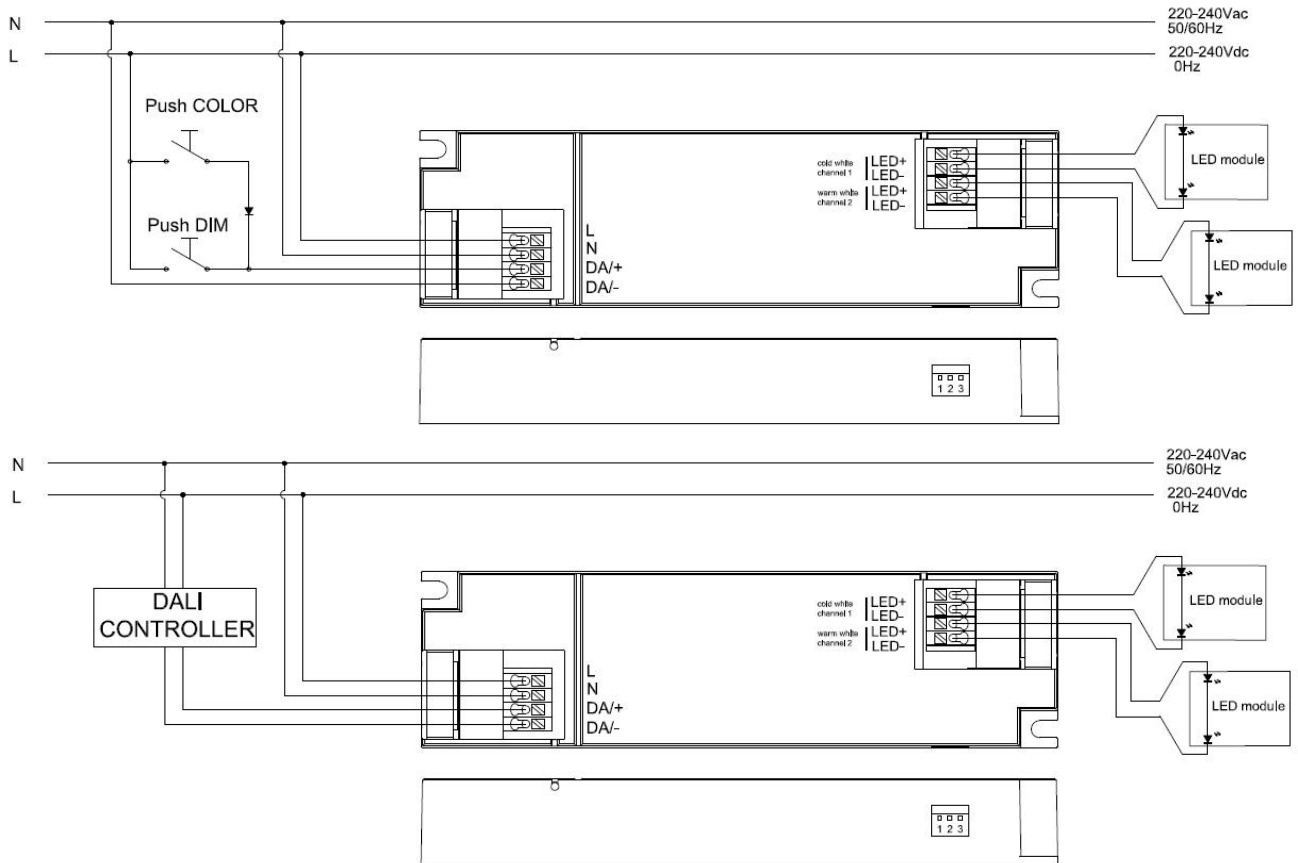 N
220-240Vac
50/60Hz
L
220-240Vdc
0Hz
Push COLOR
Push DIM
cold white
channel 1
LED+
LED-
warm white
channel 2
LED+
LED-
LED module
LED module
L
N
DA/+
DA/-
1 2 3
N
220-240Vac
50/60Hz
L
220-240Vdc
0Hz
DALI
CONTROLLER
cold white
channel 1
LED+
LED-
warm white
channel 2
LED+
LED-
LED module
LED module
L
N
DA/+
DA/-
1 2 3